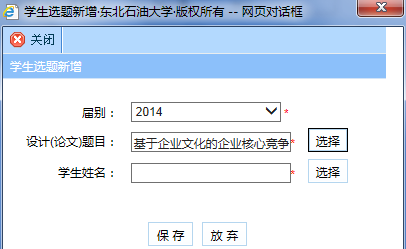 学生选题新增·东北石油大学·版权所有 -- 网页对话框
关闭
学生选题新增
届别： 2014 *
设计(论文)题目： 基于企业文化的企业核心竞争 * 选择
学生姓名： * 选择
保 存 放 弃